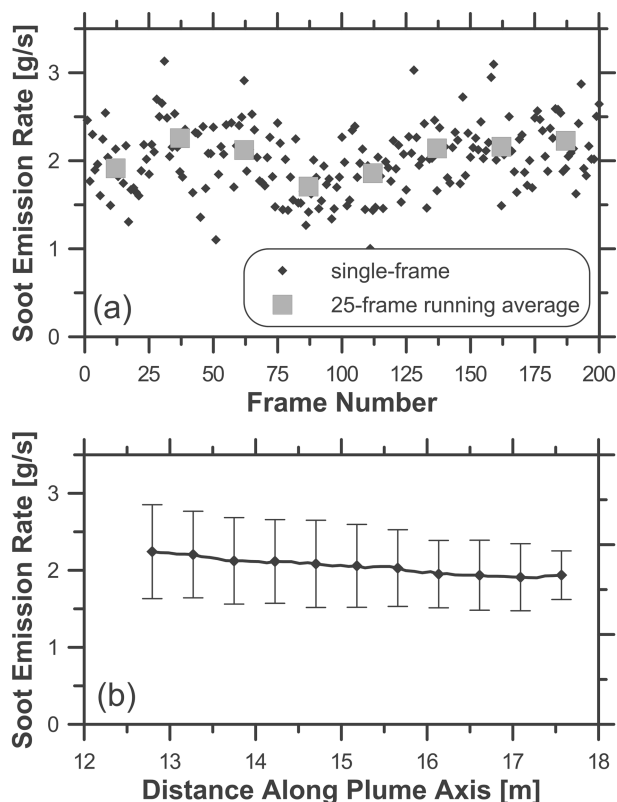 Soot Emission Rate [g/s]
3
2
1
0
(a)
single-frame
25-frame running average
0 25 50 75 100 125 150 175 200
Frame Number
Soot Emission Rate [g/s]
3
2
1
0
(b)
12 13 14 15 16 17 18
Distance Along Plume Axis [m]